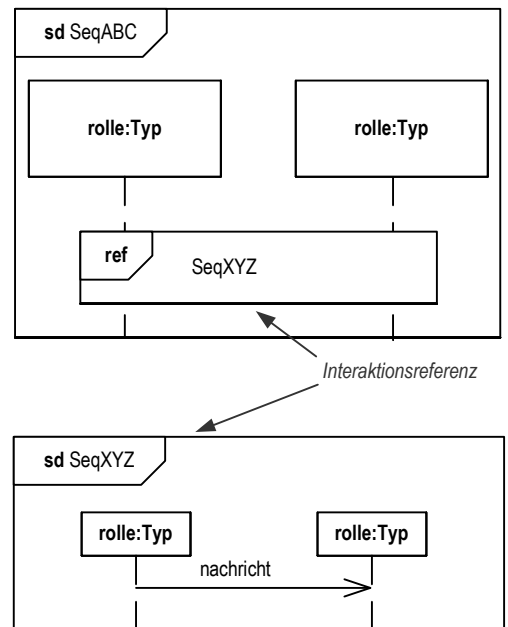 sd SeqABC
rolle:Typ rolle:Typ
ref
SeqXYZ
Interaktionsreferenz
sd SeqXYZ
rolle:Typ rolle:Typ
nachricht